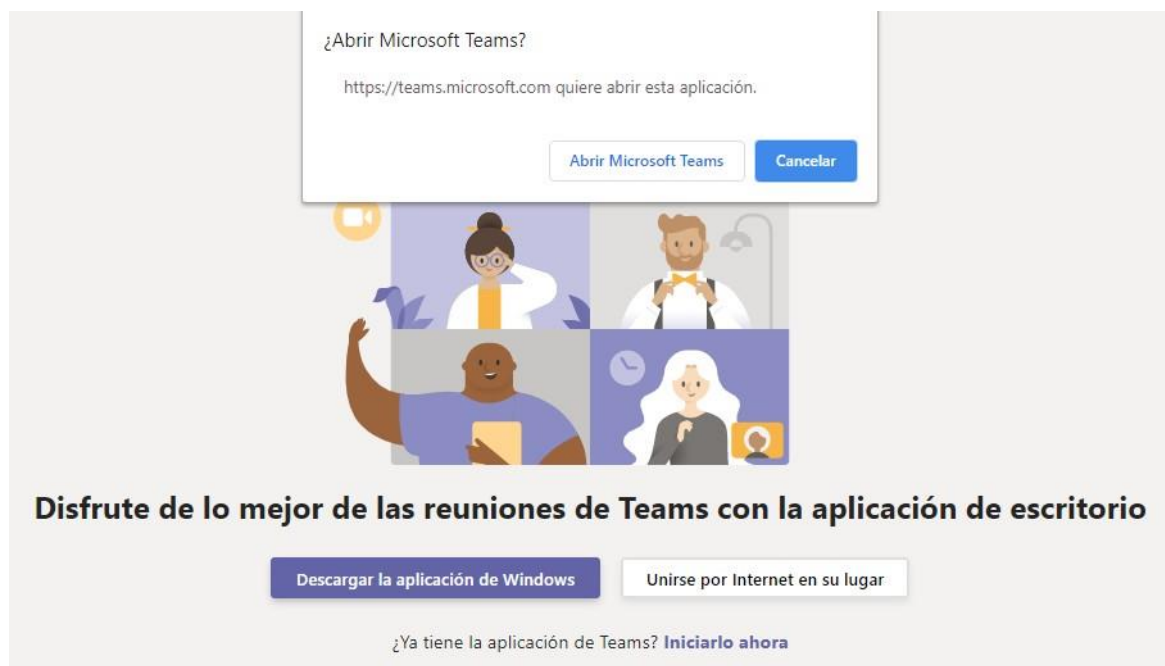 ¿Abrir Microsoft Teams?
https://teams.microsoft.com quiere abrir esta aplicación.
Abrir Microsoft Teams
Cancelar
Disfrute de lo mejor de las reuniones de Teams con la aplicación de escritorio
Descargar la aplicación de Windows
Unirse por Internet en su lugar
¿Ya tiene la aplicación de Teams? Iniciarlo ahora